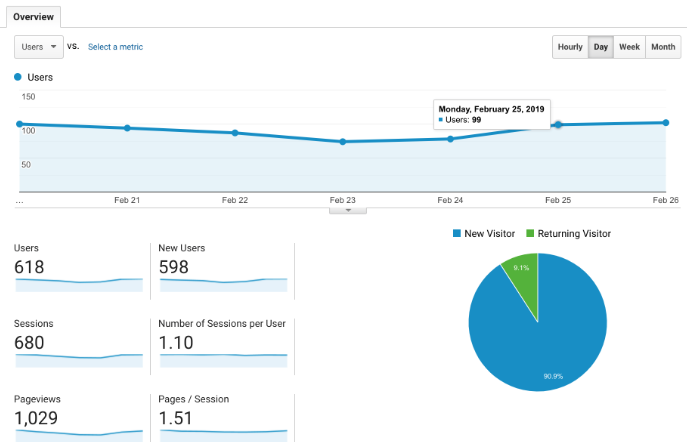 Overview
Users vs. Select a metric Hourly Day Week Month
Users
150
100
50
Monday, February 25, 2019
Users: 99
... Feb 21 Feb 22 Feb 23 Feb 24 Feb 25 Feb 26
New Visitor Returning Visitor
Users New Users
618 598
Sessions Number of Sessions per User
680 1.10
Pageviews Pages / Session
1,029 1.51
9.1%
90.9%